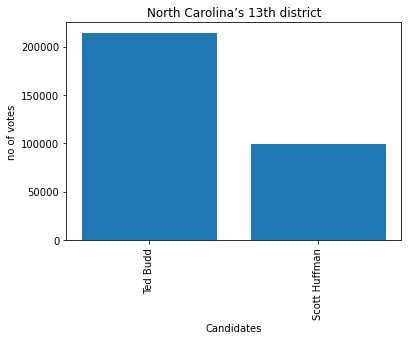 North Carolina’s 13th district
no of votes
200000
150000
100000
50000
0
Ted Budd
Scott Huffman
Candidates